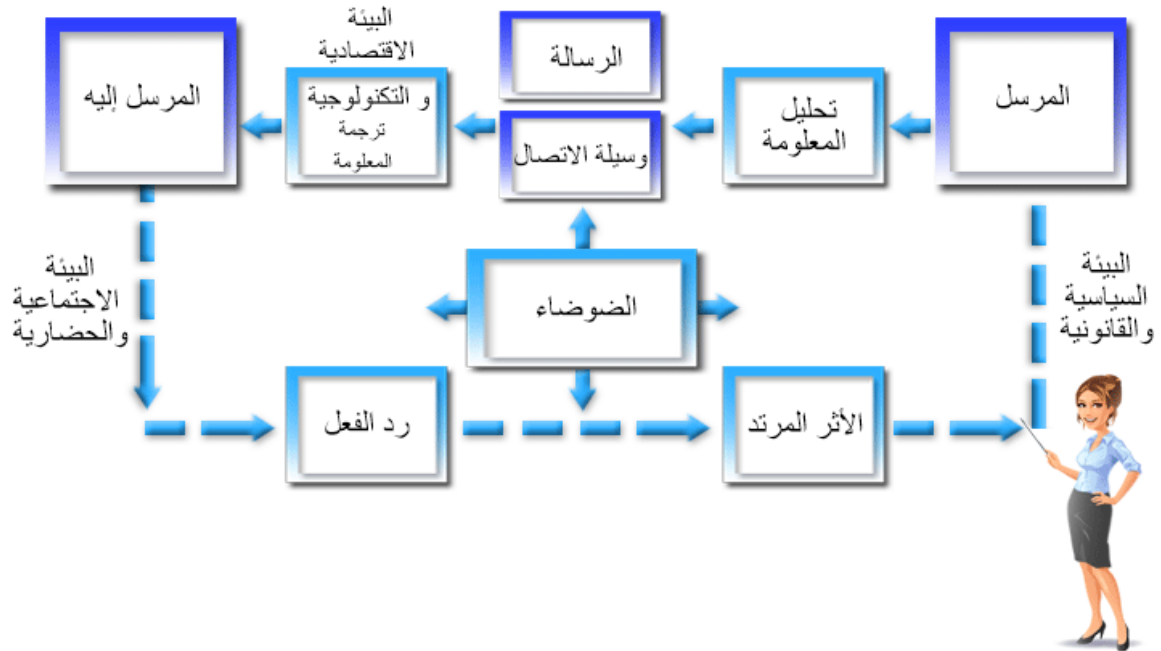 المرسل
تحليل
المعلومة
الرسالة
وسيلة الاتصال
البيئة
الاقتصادية
و التكنولوجية
ترجمة
المعلومة
المرسل إليه
البيئة
السياسية
والقانونية
الضوضاء
البيئة
الاجتماعية
والحضارية
الأثر المرتد
رد الفعل